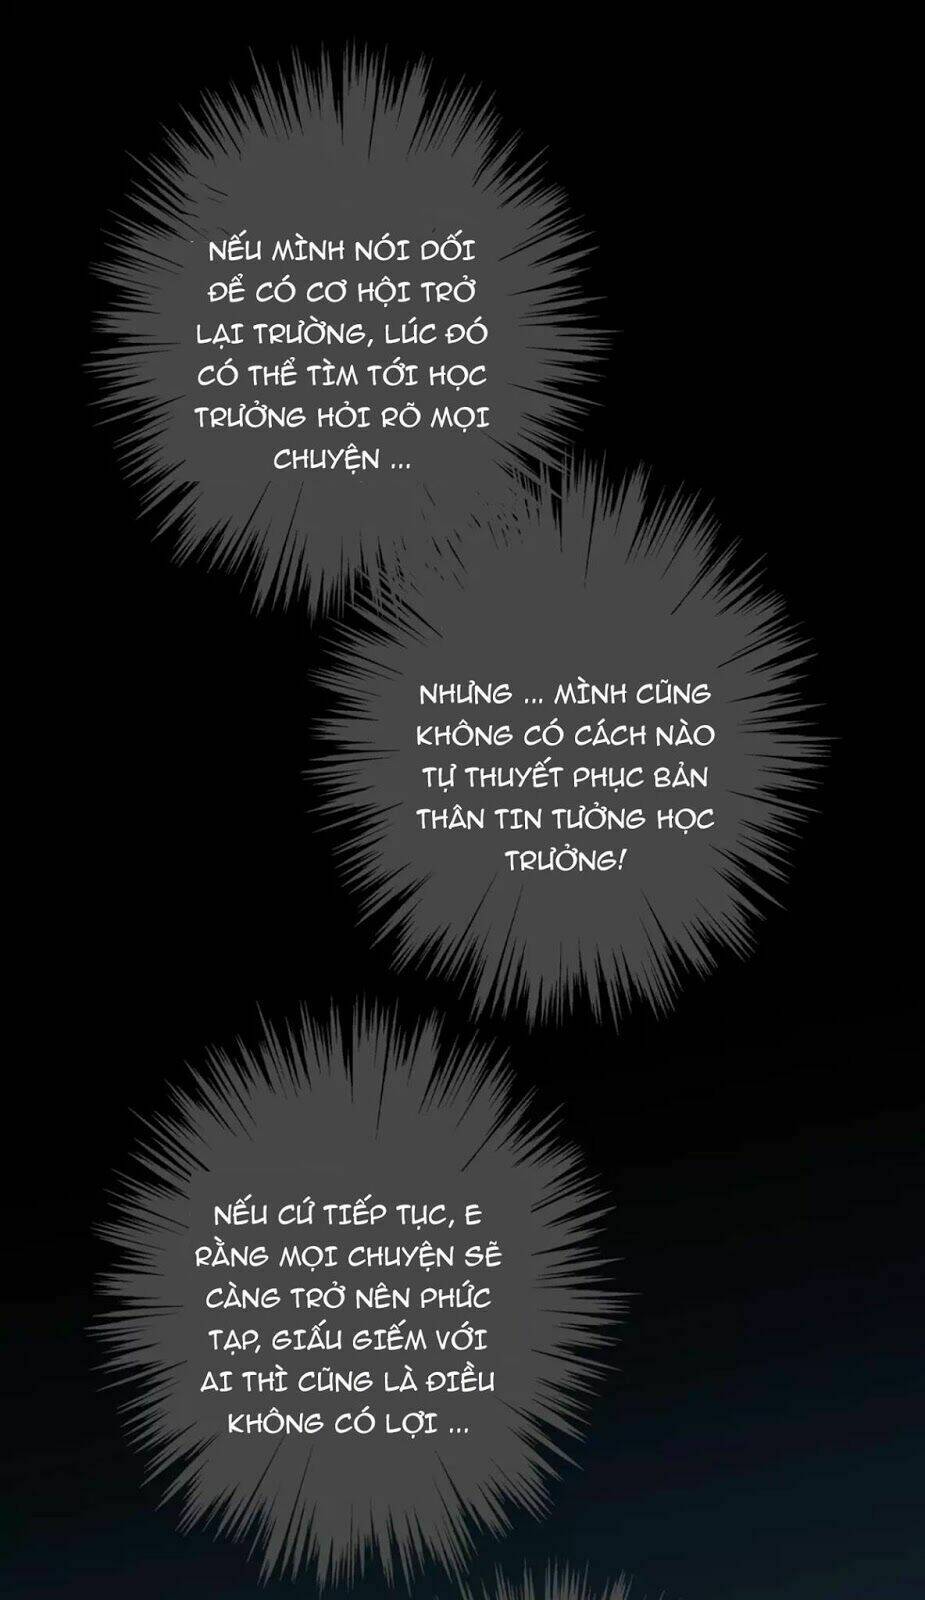 NẾU MÌNH NÓI DỐI
ĐỂ CÓ CƠ HỘI TRỞ
LẠI TRƯỜNG, LÚC ĐÓ
CÓ THỂ TÌM TỚI HỌC
TRƯỞNG HỎI RÕ MỌI
CHUYỆN ...
NHƯNG ... MÌNH CŨNG
KHÔNG CÓ CÁCH NÀO
TỰ THUYẾT PHỤC BẢN
THÂN TIN TƯỞNG HỌC
TRƯỞNG!
NẾU CỨ TIẾP TỤC, E
RẰNG MỌI CHUYỆN SẼ
CÀNG TRỞ NÊN PHỨC
TẠP, GIẤU GIẾM VỚI
AI THÌ CŨNG LÀ ĐIỀU
KHÔNG CÓ LỢI ...